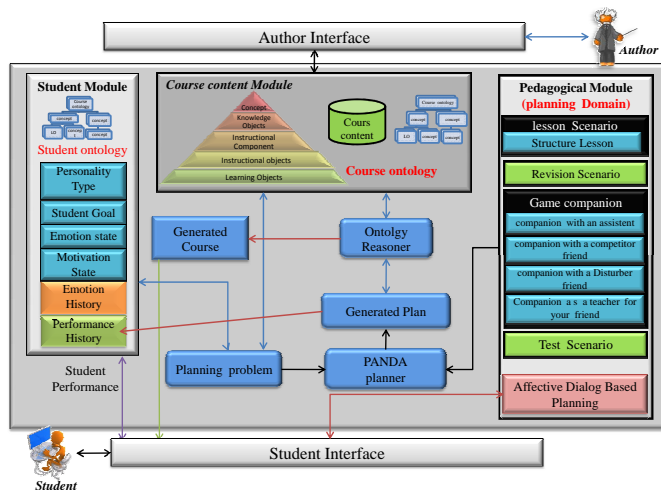 Author Interface
Author
Student Module
Course
ontology
concept
concept
LO
concep
t
concept
Student ontology
Personality
Type
Student Goal
Emotion state
Motivation
State
Emotion
History
Performance
History
Student
Performance
Course content Module
Concept
Knowledge
Objects
Instructional
Component
Instructional objects
Learning Objects
Cours
content
Course ontology
concept
concept
LO
concept
concept
Course ontology
Generated
Course
Ontolgy
Reasoner
Generated Plan
Planning problem
PANDA
planner
Pedagogical Module
(planning Domain)
lesson Scenario
Structure Lesson
Revision Scenario
Game companion
companion with an assistent
companion with a competitor
friend
companion with a Disturber
friend
Companion a s a teacher for
your friend
Test Scenario
Affective Dialog Based
Planning
Student Interface
Student